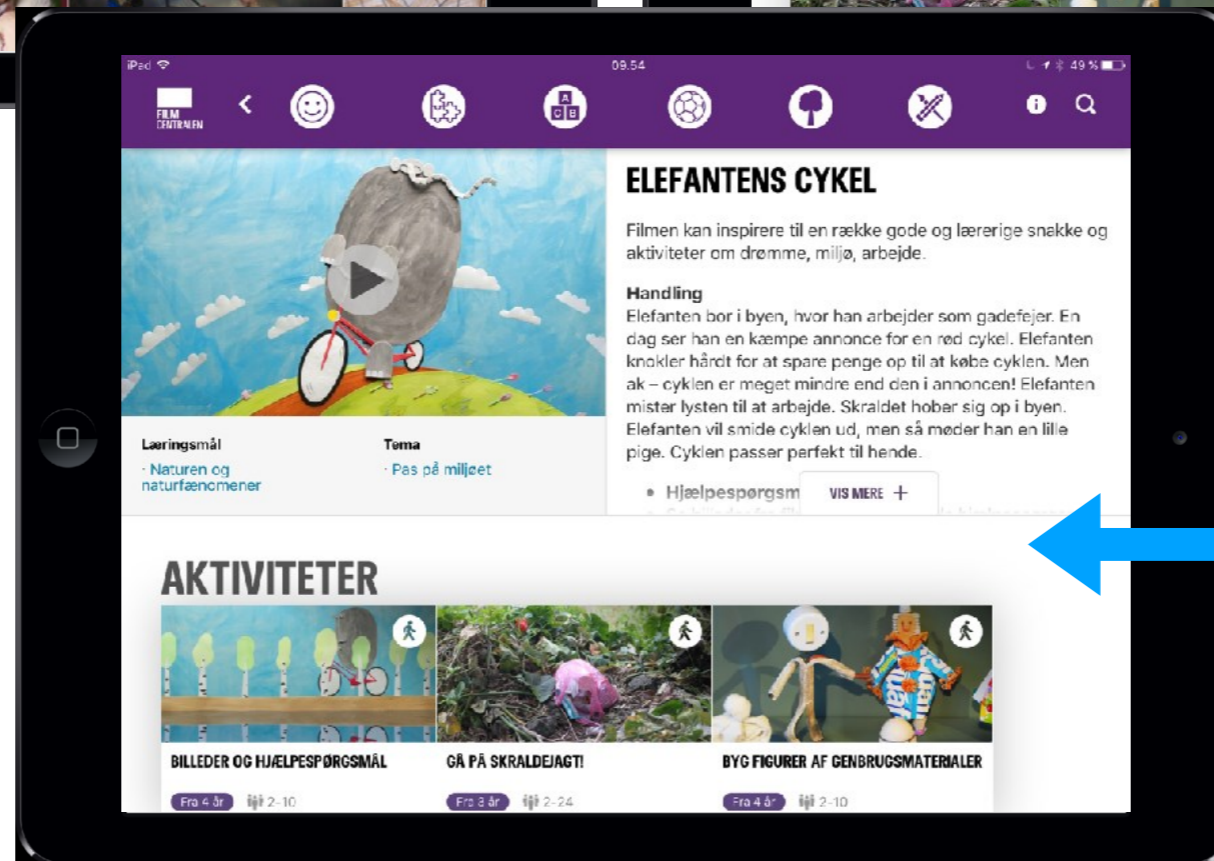 iPad
09.54
49 %
FILM
CENTRALEN
A
C B
i
ELEFANTENS CYKEL
Filmen kan inspirere til en række gode og lærerige snakke og
aktiviteter om drømme, miljø, arbejde.
Handling
Elefanten bor i byen, hvor han arbejder som gadefejer. En
dag ser han en kæmpe annonce for en rød cykel. Elefanten
knokler hårdt for at spare penge op til at købe cyklen. Men
ak – cyklen er meget mindre end den i annoncen! Elefanten
mister lysten til at arbejde. Skraldet hober sig op i byen.
Elefanten vil smide cyklen ud, men så møder han en lille
pige. Cyklen passer perfekt til hende.
• Hjælpespørgsm
VIS MERE +
Læringsmål
· Naturen og
naturfænomener
Tema
· Pas på miljøet
AKTIVITETER
BILLEDER OG HJÆLPESPØRGSMÅL
Fra 4 år 2-10
GÅ PÅ SKRALDEJAGT!
Fra 3 år 2-24
BYG FIGURER AF GENBRUGSMATERIALER
Fra 4 år 2-10